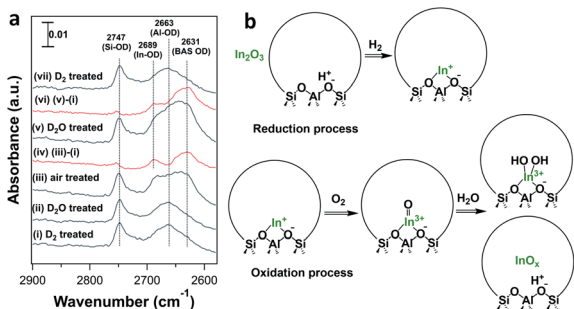 a
0.01
2747
(Si-OD)
2689
(In-OD)
2663
(Al-OD)
2631
(BAS OD)
(vii) D₂ treated
(vi) (v)-(i)
(v) D₂O treated
(iv) (iii)-(i)
(iii) air treated
(ii) D₂O treated
(i) D₂ treated
Absorbance (a.u.)
2900 2800 2700 2600
Wavenumber (cm⁻¹)
b
In₂O₃
H⁺
O O⁻
Si Al Si
H₂
In⁺
O O⁻
Si Al Si
Reduction process
In⁺
O O⁻
Si Al Si
O₂
O
In³⁺
O O⁻
Si Al Si
H₂O
HO OH
In³⁺
O O⁻
Si Al Si
InOₓ
H⁺
O O⁻
Si Al Si
Oxidation process